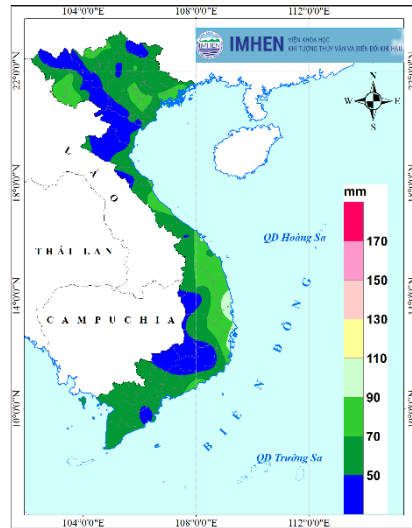 104°0'0"E 108°0'0"E 112°0'0"E
IMHEN VIỆN KHOA HỌC
KHÍ TƯỢNG THỦY VĂN VÀ BIẾN ĐỔI KHÍ HẬU
22°0'0"N
N
W E
S
LÀO
18°0'0"N
mm
THÁI LAN
QĐ Hoàng Sa
170
150
14°0'0"N
CAMPUCHIA
130
110
BIỂN ĐÔNG
90
10°0'0"N
70
QĐ Trường Sa
50
104°0'0"E 108°0'0"E 112°0'0"E